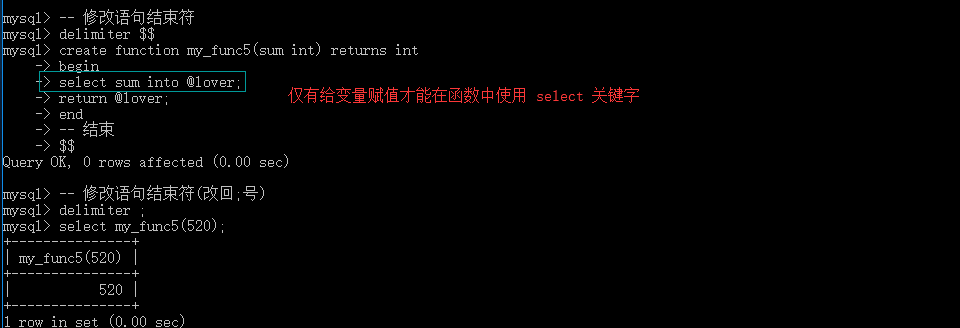 mysql> -- 修改语句结束符
mysql> delimiter $$
mysql> create function my_func5(sum int) returns int
    -> begin
    -> select sum into @lover;
    -> return @lover;    仅有给变量赋值才能在函数中使用 select 关键字
    -> end
    -> -- 结束
    -> $$
Query OK, 0 rows affected (0.00 sec)
mysql> -- 修改语句结束符(改回;号)
mysql> delimiter ;
mysql> select my_func5(520);
+---------------+
| my_func5(520) |
+---------------+
|           520 |
+---------------+
1 row in set (0.00 sec)